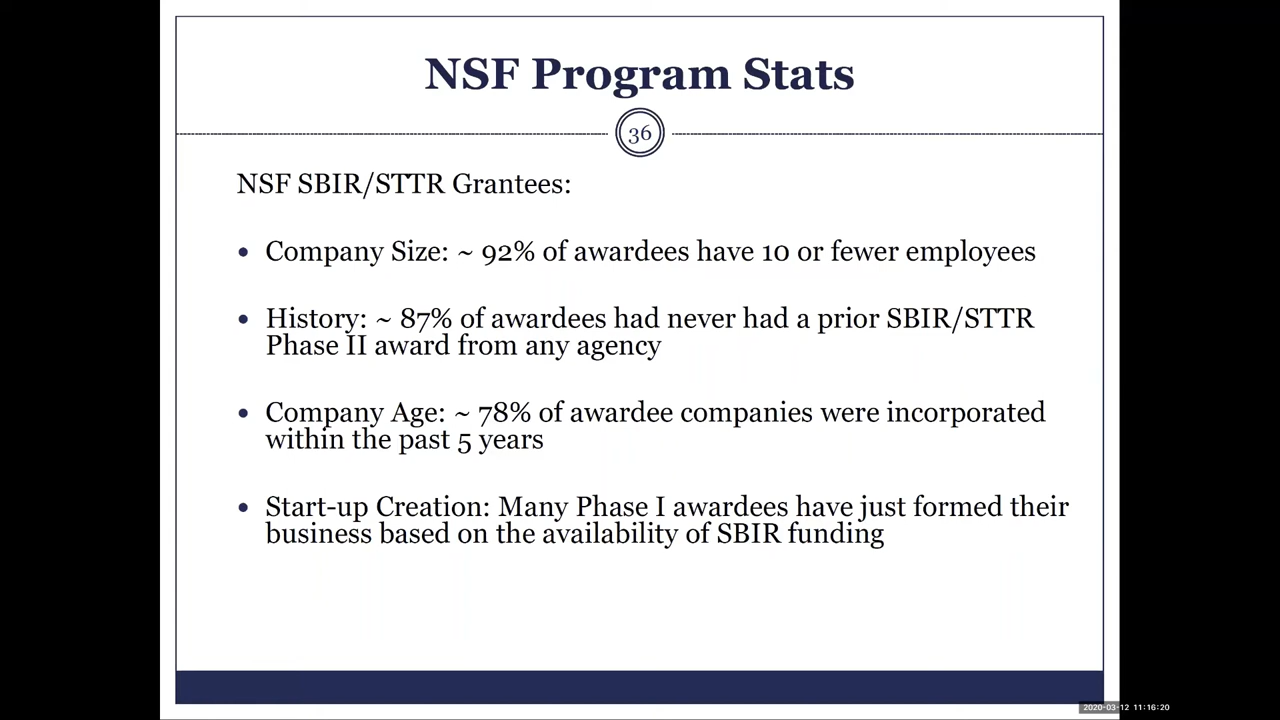 NSF Program Stats
36
NSF SBIR/STTR Grantees:
• Company Size: ~ 92% of awardees have 10 or fewer employees
• History: ~ 87% of awardees had never had a prior SBIR/STTR
Phase II award from any agency
• Company Age: ~ 78% of awardee companies were incorporated
within the past 5 years
• Start-up Creation: Many Phase I awardees have just formed their
business based on the availability of SBIR funding
2020-03-12 11:16:20